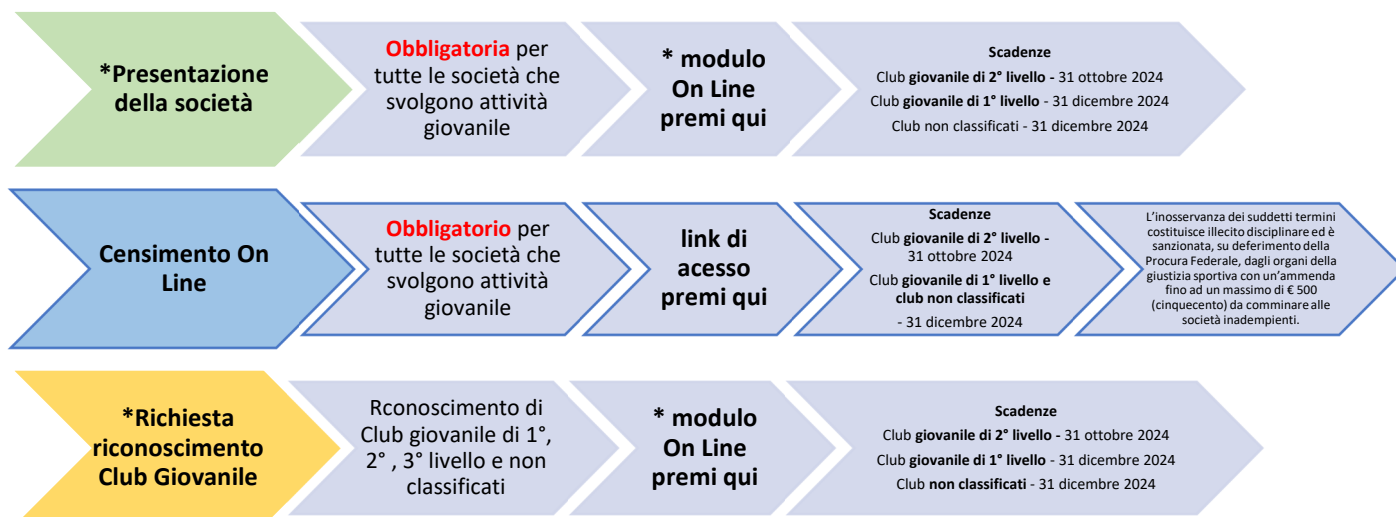 *Presentazione
della società
Obbligatoria per
tutte le società che
svolgono attività
giovanile
* modulo
On Line
premi qui
Scadenze
Club giovanile di 2° livello - 31 ottobre 2024
Club giovanile di 1° livello - 31 dicembre 2024
Club non classificati - 31 dicembre 2024
Censimento On
Line
Obbligatorio per
tutte le società che
svolgono attività
giovanile
link di
acesso
premi qui
Scadenze
Club giovanile di 2° livello -
31 ottobre 2024
Club giovanile di 1° livello e
club non classificati
- 31 dicembre 2024
L'inosservanza dei suddetti termini
costituisce illecito disciplinare ed è
sanzionata, su deferimento della
Procura Federale, dagli organi della
giustizia sportiva con un'ammenda
fino ad un massimo di € 500
(cinquecento) da comminare alle
società inadempienti.
*Richiesta
riconoscimento
Club Giovanile
Rconoscimento di
Club giovanile di 1°,
2° , 3° livello e non
classificati
* modulo
On Line
premi qui
Scadenze
Club giovanile di 2° livello - 31 ottobre 2024
Club giovanile di 1° livello - 31 dicembre 2024
Club non classificati - 31 dicembre 2024